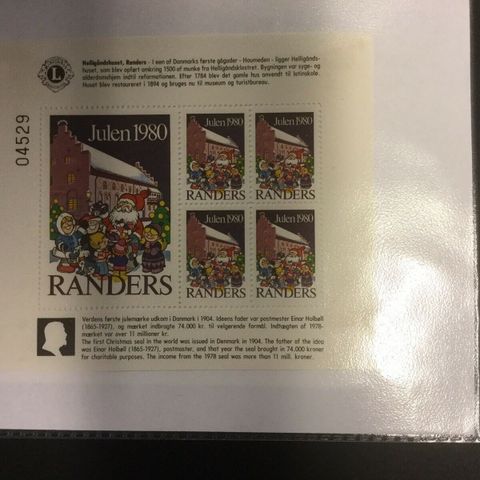 Helligåndshuset, Randers - I een af Danmarks første gågader - Houmeden - ligger Helligånds-
huset, som blev opført omkring 1500 af munke fra Helligåndsklostret. Bygningen var syge- og
alderdomshjem indtil reformationen. Efter 1784 blev det gamle hus anvendt til latinskole.
Huset blev restaureret i 1894 og bruges nu til museum og turistbureau.
L
04529
Julen 1980
RANDERS
Julen 1980
RANDERS
Julen 1980
RANDERS
Julen 1980
RANDERS
Julen 1980
RANDERS
Verdens første julemærke udkom i Danmark i 1904. Ideens fader var postmester Einar Holbøll
(1865-1927), og mærket indbragte 74.000 kr. til velgørende formål. Indtægten af 1978-
mærket var over 11 millioner kr.
The first Christmas seal in the world was issued in Denmark in 1904. The father of the idea
was Einar Holbøll (1865-1927), postmaster, and that year the seal brought in 74.000 kroner
for charitable purposes. The income from the 1978 seal was more than 11 mill. kroner.